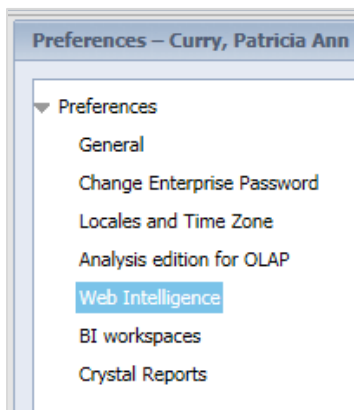 Preferences – Curry, Patricia Ann
Preferences
General
Change Enterprise Password
Locales and Time Zone
Analysis edition for OLAP
Web Intelligence
BI workspaces
Crystal Reports